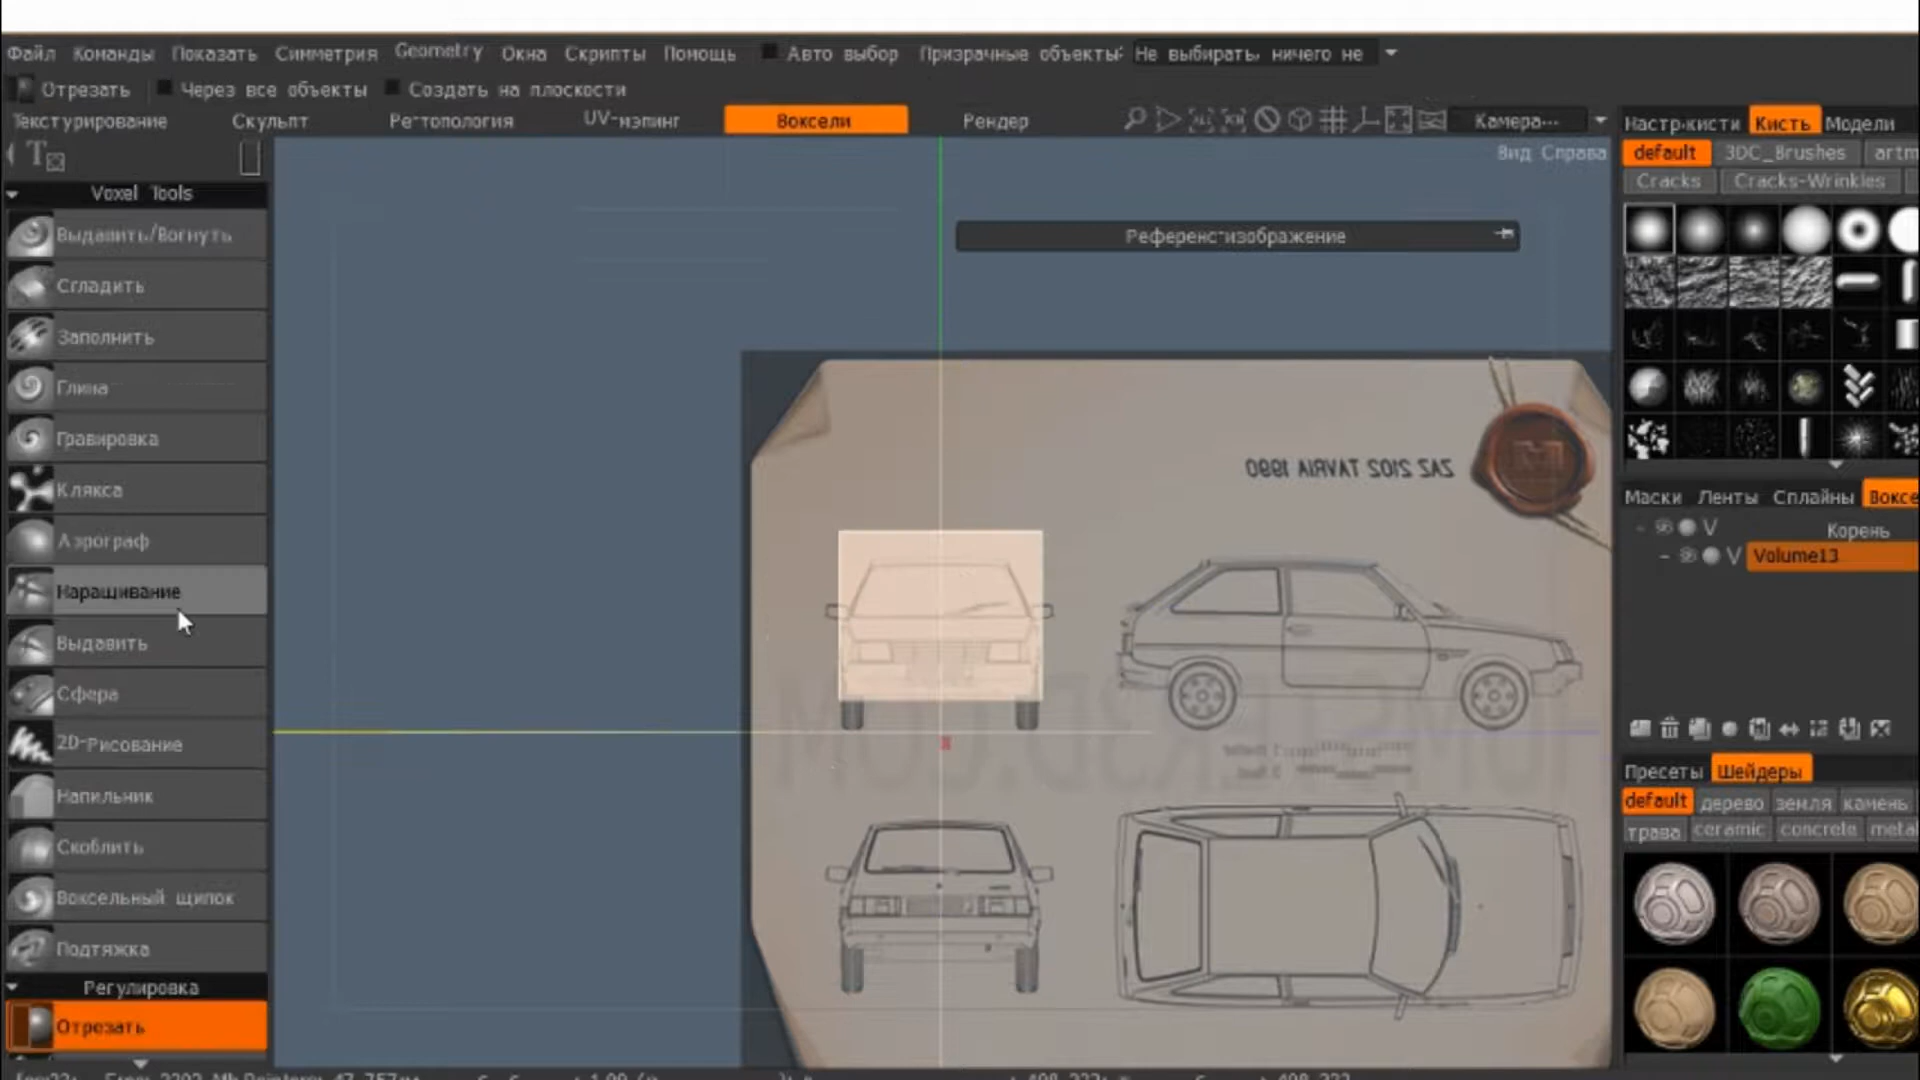 Файл Команды Показать Симметрия Geometry Окна Скрипты Помощь Авто выбор Призрачные объекты: Не выбирать, ничего не
Отрезать Через все объекты Создать на плоскости
Текстурирование Скульпт Реттопология UV-мэпинг Воксели Рендер Камера...
Вид Справа
Референс-изображение
Voxel Tools
Выдавить/Вогнуть
Сгладить
Заполнить
Глина
Гравировка
Клякса
Аэрограф
Наращивание
Выдавить
Сфера
2D-Рисование
Напильник
Скоблить
Воксельный щипок
Подтяжка
Регулировка
Отрезать
ZAZ 2102 TAVRIA 1990
Настр.кисти Кисть Модели
default 3DC_Brushes artm
Cracks Cracks-Wrinkles
Маски Ленты Сплайны Воксе
V Корень
V Volume13
Пресеты Шейдеры
default дерево земля камень
трава ceramic concrete metal